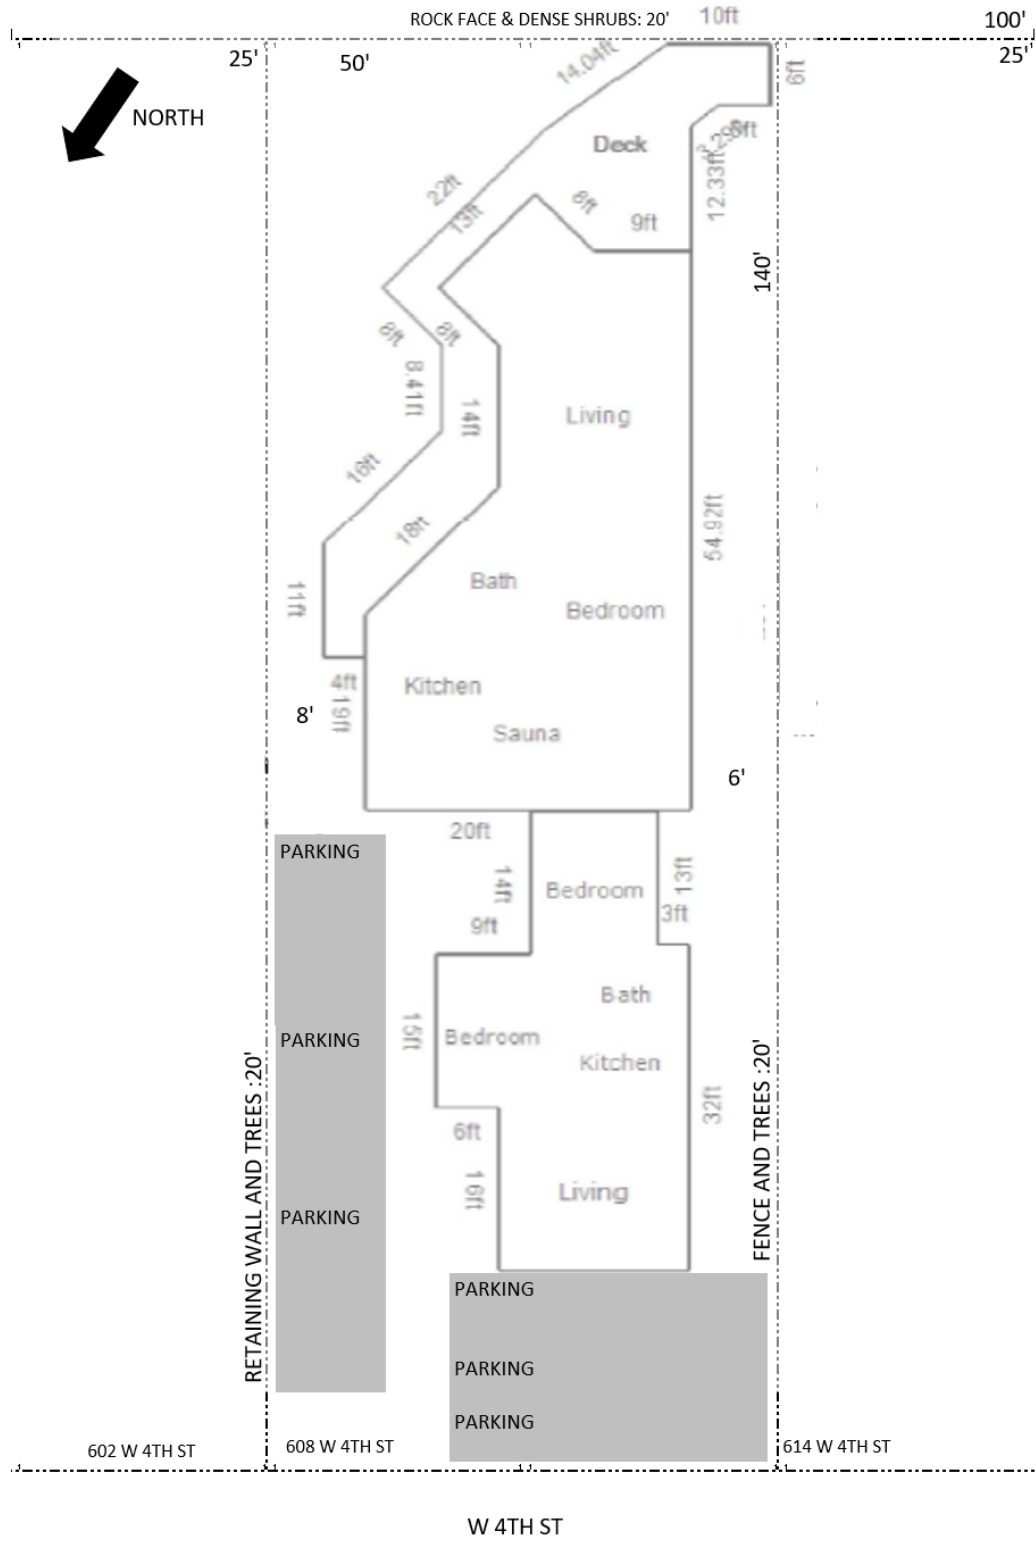 ROCK FACE & DENSE SHRUBS: 20'
10ft
100'
25'
50'
25'
NORTH
14.04ft
6ft
Deck
12.33ft
22ft
13ft
8ft
9ft
140'
8ft
8ft
8.41ft
14ft
Living
16ft
18ft
54.92ft
Bath
11ft
Bedroom
4ft
Kitchen
19ft
8'
Sauna
6'
20ft
PARKING
14ft
Bedroom
13ft
3ft
9ft
Bath
15ft
Bedroom
PARKING
Kitchen
RETAINING WALL AND TREES :20'
FENCE AND TREES :20'
32ft
6ft
16ft
Living
PARKING
PARKING
PARKING
PARKING
602 W 4TH ST
608 W 4TH ST
614 W 4TH ST
W 4TH ST